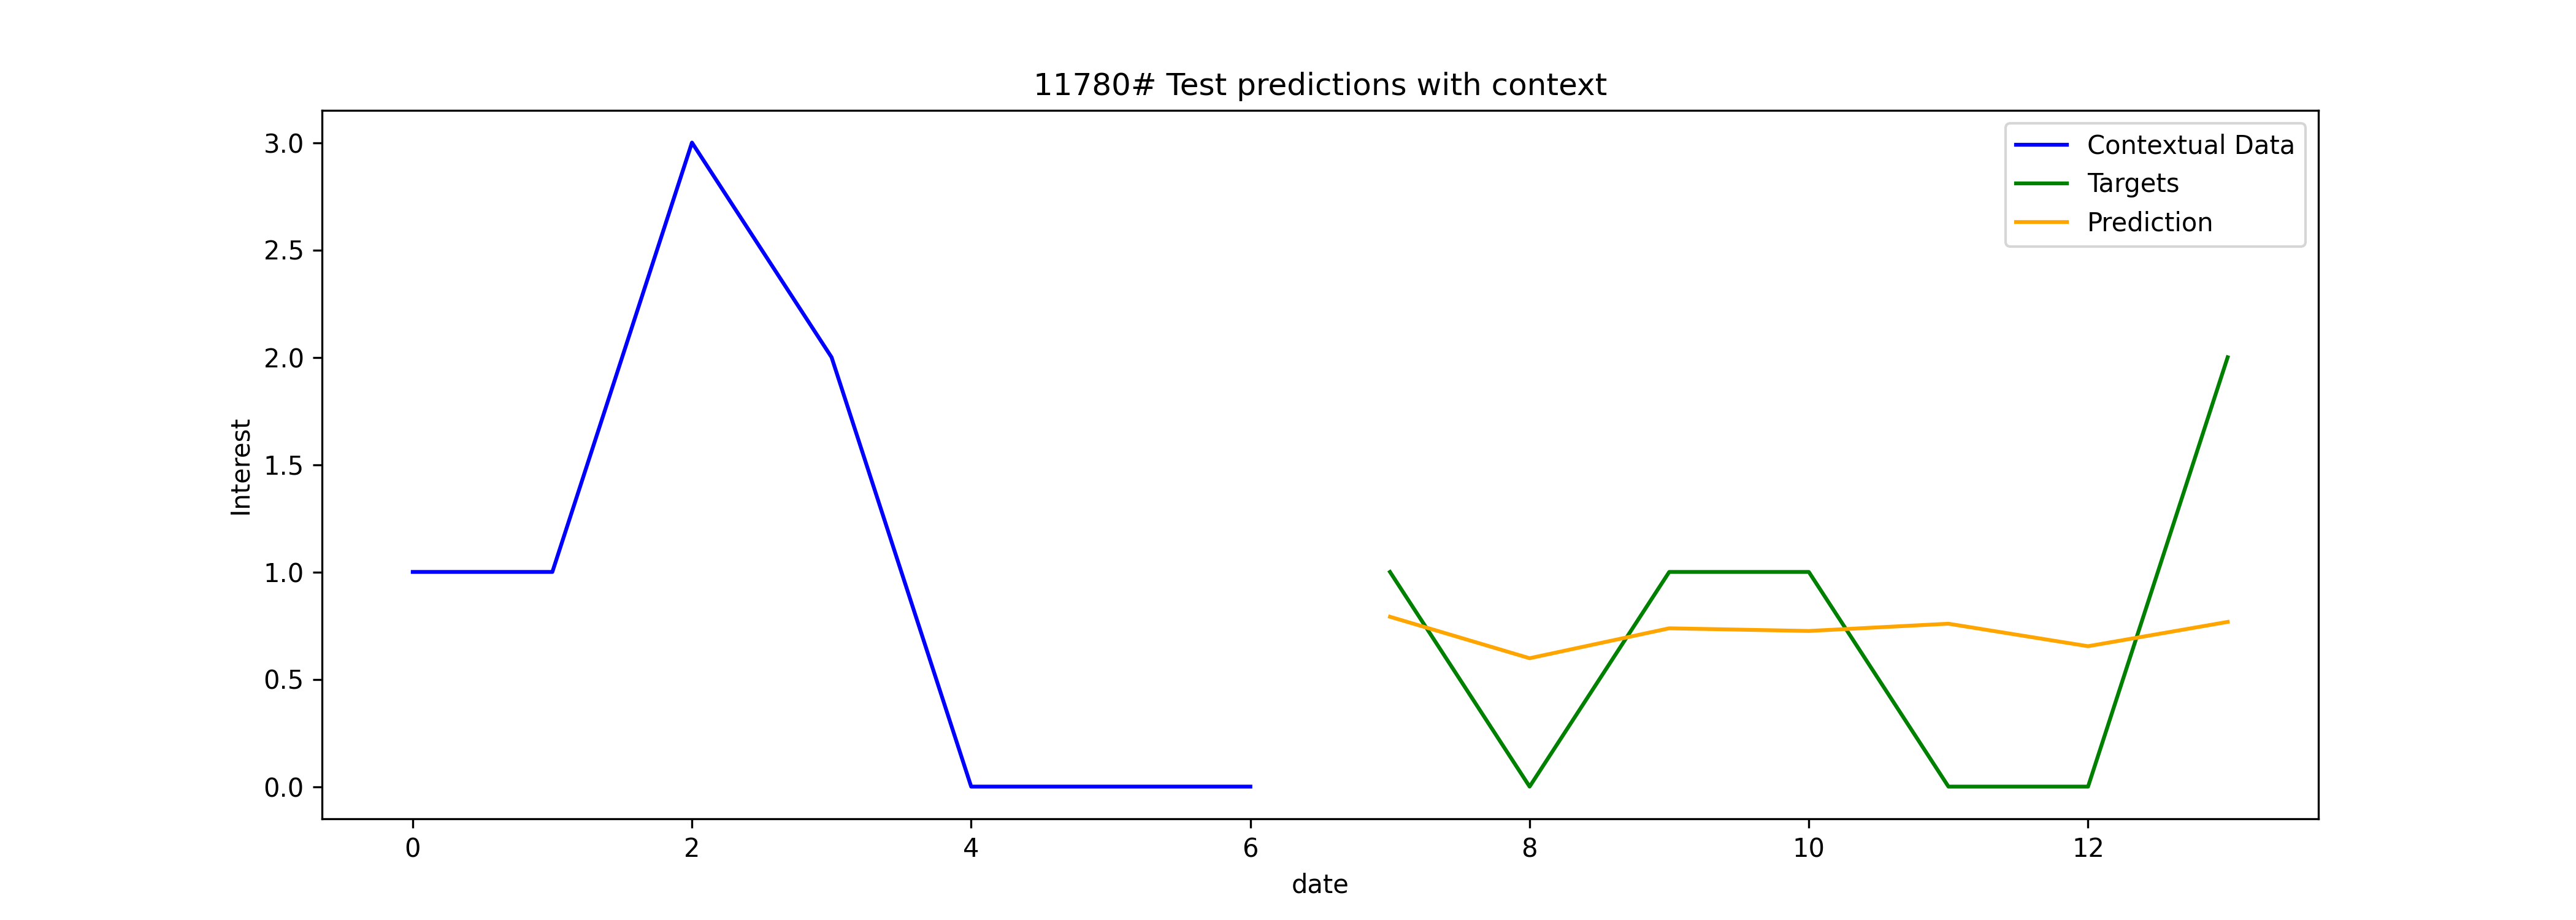 11780# Test predictions with context
Contextual Data
Targets
Prediction
3.0
2.5
2.0
1.5
1.0
0.5
0.0
Interest
0 2 4 6 8 10 12
date